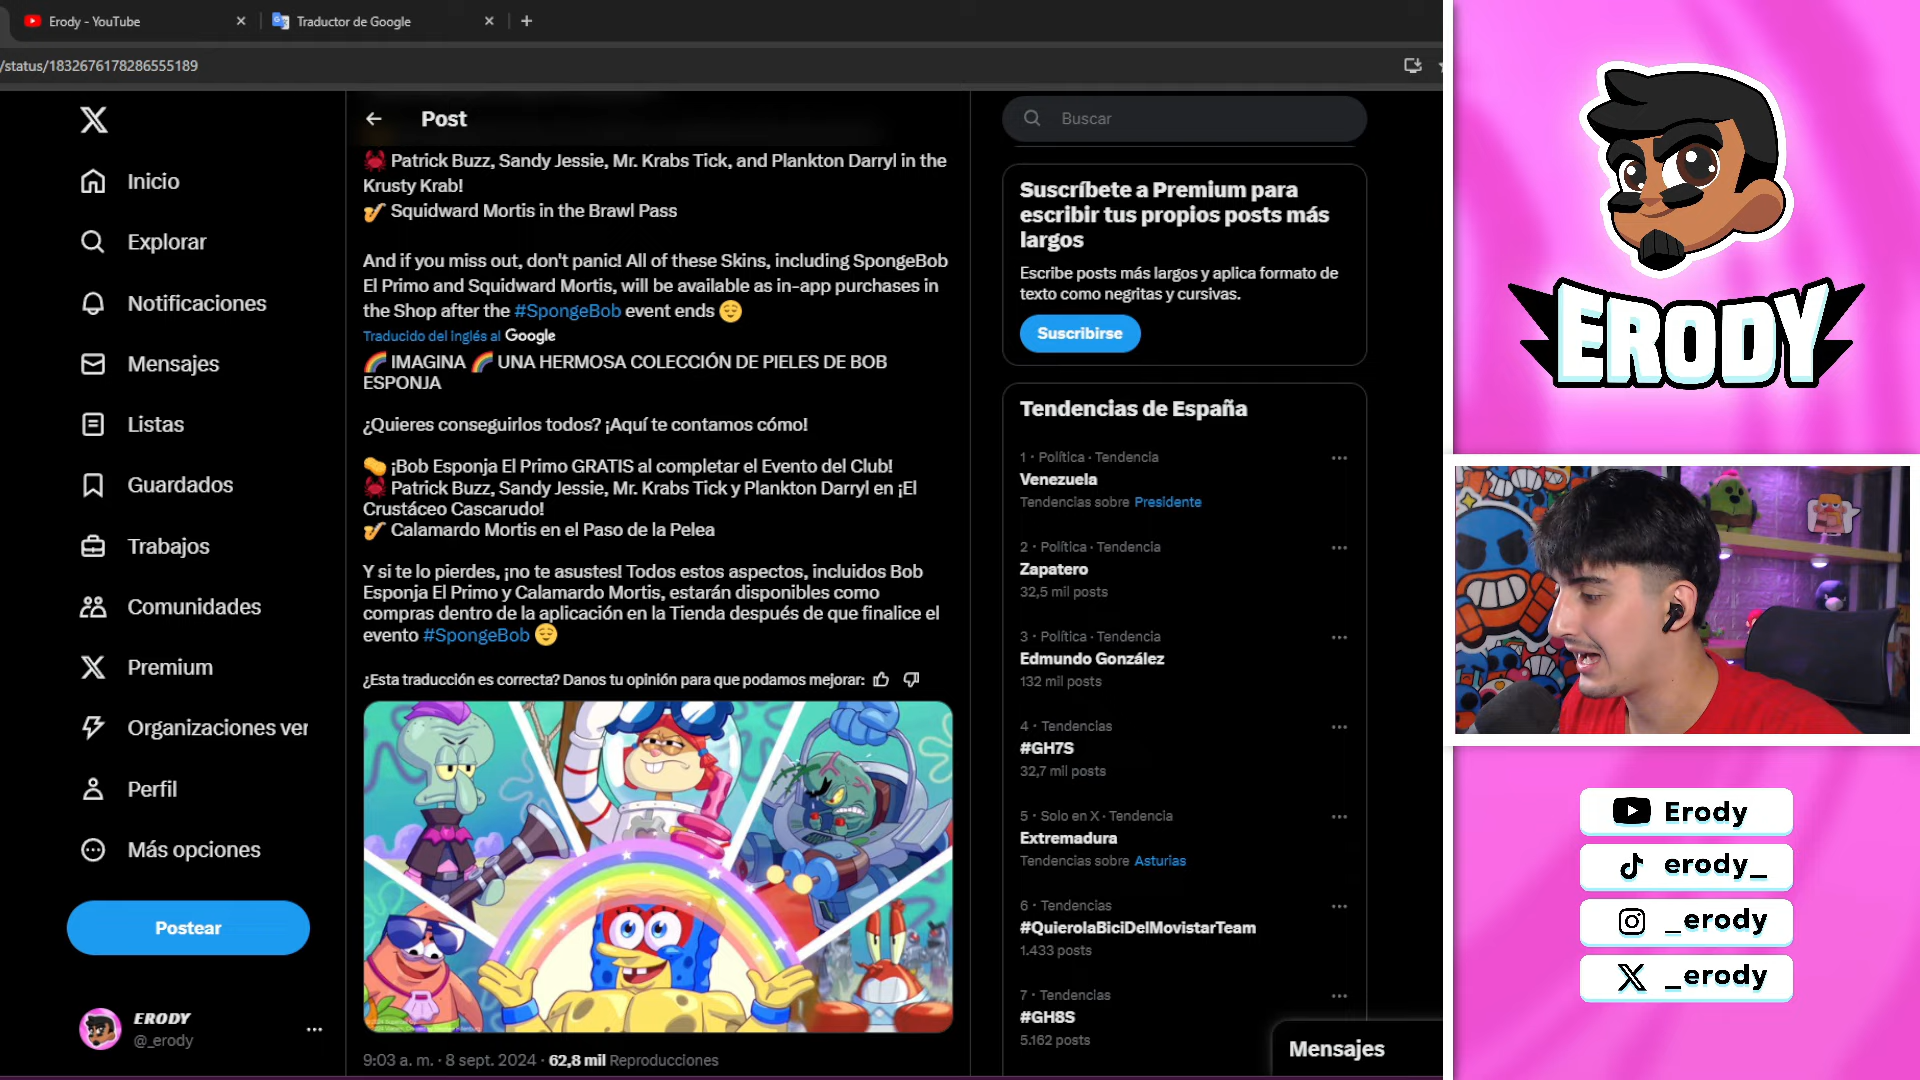 Erody - YouTube
Traductor de Google
/status/1832676178286555189
Inicio
Explorar
Notificaciones
Mensajes
Listas
Guardados
Trabajos
Comunidades
Premium
Organizaciones ver
Perfil
Más opciones
Postear
ERODY
@_erody
Post
Patrick Buzz, Sandy Jessie, Mr. Krabs Tick, and Plankton Darryl in the
Krusty Krab!
Squidward Mortis in the Brawl Pass
And if you miss out, don't panic! All of these Skins, including SpongeBob
El Primo and Squidward Mortis, will be available as in-app purchases in
the Shop after the #SpongeBob event ends
Traducido del inglés al Google
IMAGINA UNA HERMOSA COLECCIÓN DE PIELES DE BOB
ESPONJA
¿Quieres conseguirlos todos? ¡Aquí te contamos cómo!
¡Bob Esponja El Primo GRATIS al completar el Evento del Club!
Patrick Buzz, Sandy Jessie, Mr. Krabs Tick y Plankton Darryl en ¡El
Crustáceo Cascarudo!
Calamardo Mortis en el Paso de la Pelea
Y si te lo pierdes, ¡no te asustes! Todos estos aspectos, incluidos Bob
Esponja El Primo y Calamardo Mortis, estarán disponibles como
compras dentro de la aplicación en la Tienda después de que finalice el
evento #SpongeBob
¿Esta traducción es correcta? Danos tu opinión para que podamos mejorar:
9:03 a. m. · 8 sept. 2024 · 62,8 mil Reproducciones
Buscar
Suscríbete a Premium para
escribir tus propios posts más
largos
Escribe posts más largos y aplica formato de
texto como negritas y cursivas.
Suscribirse
Tendencias de España
1 · Política · Tendencia
Venezuela
Tendencias sobre Presidente
2 · Política · Tendencia
Zapatero
32,5 mil posts
3 · Política · Tendencia
Edmundo González
132 mil posts
4 · Tendencias
#GH7S
32,7 mil posts
5 · Solo en X · Tendencia
Extremadura
Tendencias sobre Asturias
6 · Tendencias
#QuierolaBiciDelMovistarTeam
1.433 posts
7 · Tendencias
#GH8S
5.162 posts
Mensajes
ERODY
Erody
erody_
_erody
_erody